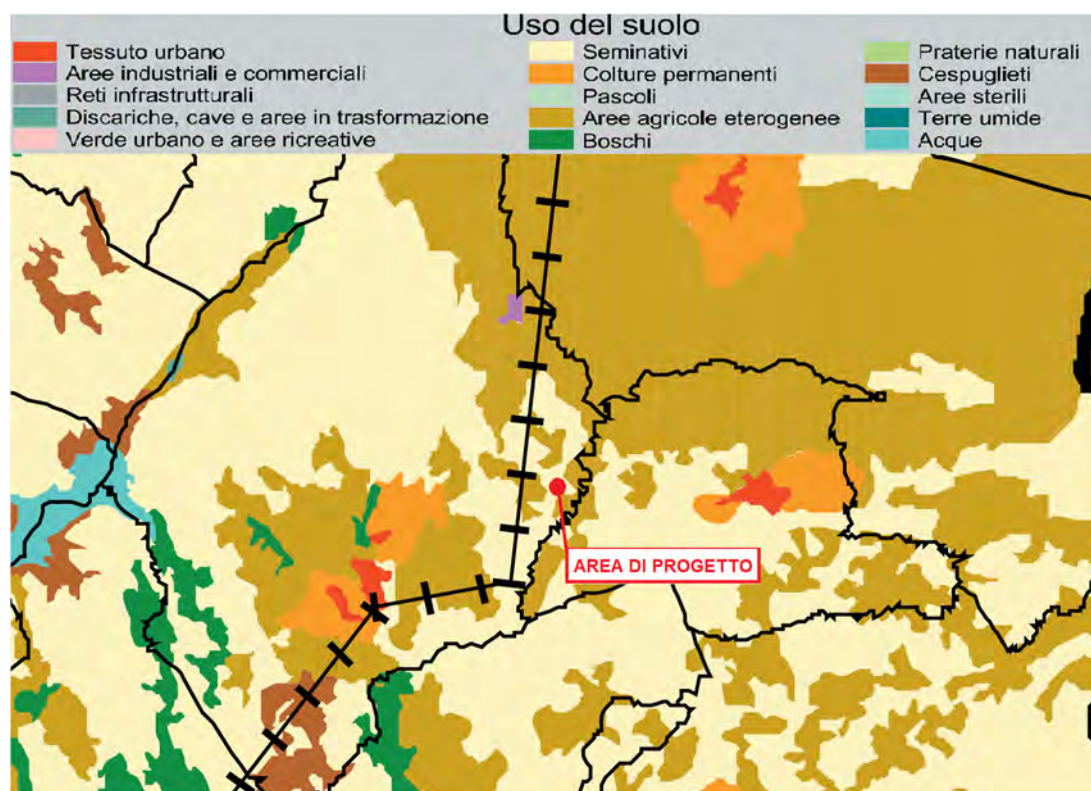 Uso del suolo
Tessuto urbano
Aree industriali e commerciali
Reti infrastrutturali
Discariche, cave e aree in trasformazione
Verde urbano e aree ricreative
Seminativi
Colture permanenti
Pascoli
Aree agricole eterogenee
Boschi
Praterie naturali
Cespuglieti
Aree sterili
Terre umide
Acque
AREA DI PROGETTO